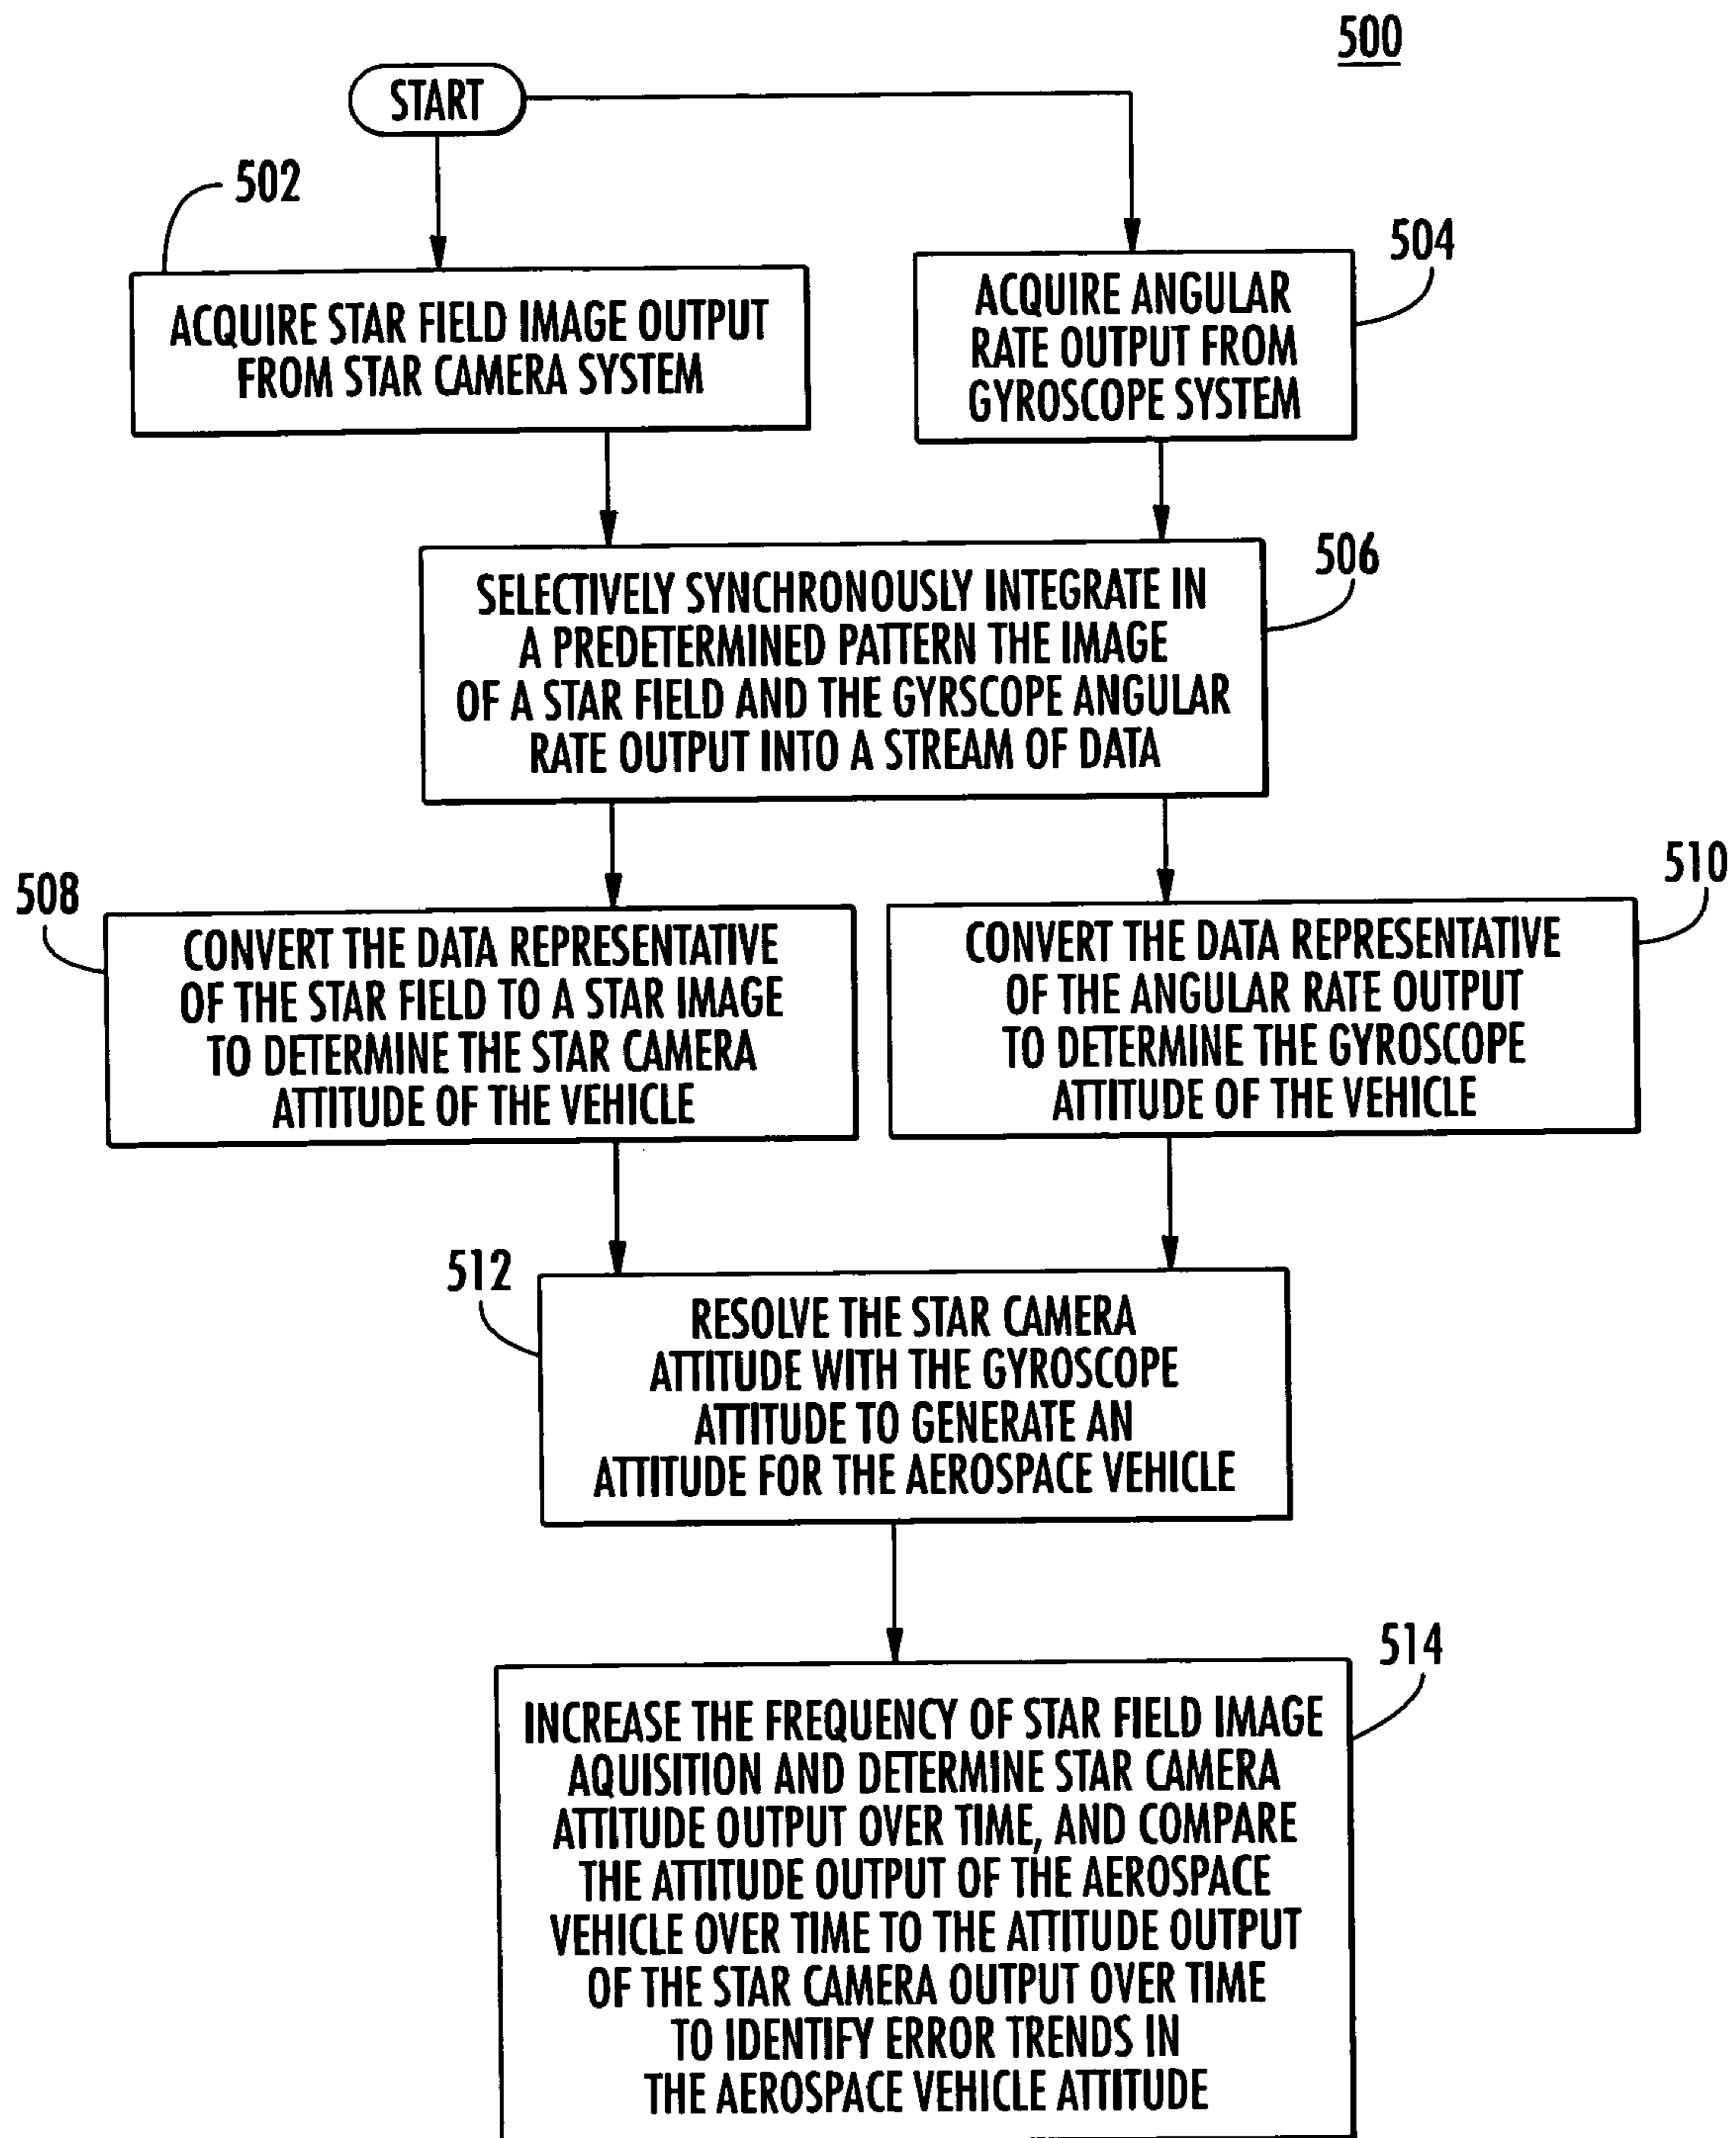 500
START
502
504
ACQUIRE STAR FIELD IMAGE OUTPUT
FROM STAR CAMERA SYSTEM
ACQUIRE ANGULAR
RATE OUTPUT FROM
GYROSCOPE SYSTEM
506
SELECTIVELY SYNCHRONOUSLY INTEGRATE IN
A PREDETERMINED PATTERN THE IMAGE
OF A STAR FIELD AND THE GYRSCOPE ANGULAR
RATE OUTPUT INTO A STREAM OF DATA
508
510
CONVERT THE DATA REPRESENTATIVE
OF THE STAR FIELD TO A STAR IMAGE
TO DETERMINE THE STAR CAMERA
ATTITUDE OF THE VEHICLE
CONVERT THE DATA REPRESENTATIVE
OF THE ANGULAR RATE OUTPUT
TO DETERMINE THE GYROSCOPE
ATTITUDE OF THE VEHICLE
512
RESOLVE THE STAR CAMERA
ATTITUDE WITH THE GYROSCOPE
ATTITUDE TO GENERATE AN
ATTITUDE FOR THE AEROSPACE VEHICLE
514
INCREASE THE FREQUENCY OF STAR FIELD IMAGE
AQUISITION AND DETERMINE STAR CAMERA
ATTITUDE OUTPUT OVER TIME, AND COMPARE
THE ATTITUDE OUTPUT OF THE AEROSPACE
VEHICLE OVER TIME TO THE ATTITUDE OUTPUT
OF THE STAR CAMERA OUTPUT OVER TIME
TO IDENTIFY ERROR TRENDS IN
THE AEROSPACE VEHICLE ATTITUDE